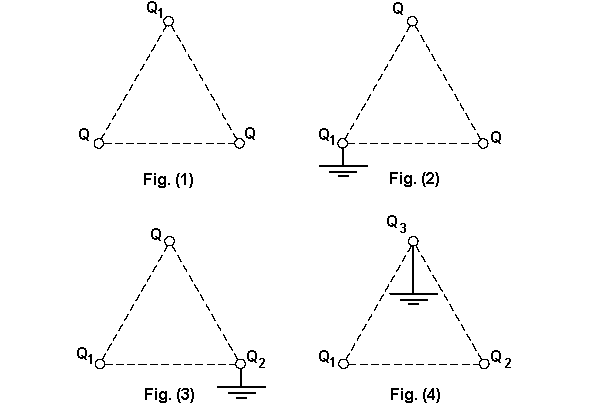 Q1
Q Q
Fig. (1)
Q
Q1 Q
Fig. (2)
Q
Q1 Q2
Fig. (3)
Q3
Q1 Q2
Fig. (4)